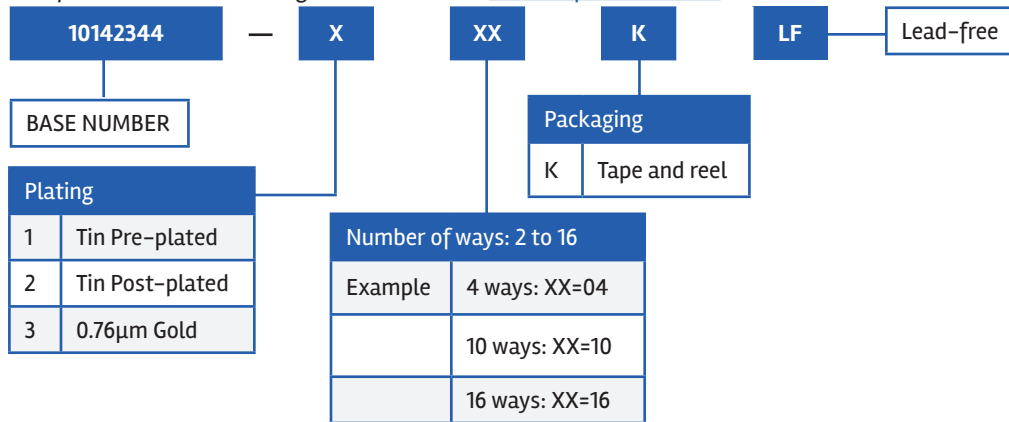 10142344 — X XX K LF Lead-free
BASE NUMBER
Packaging
K Tape and reel
Plating
1 Tin Pre-plated
2 Tin Post-plated
3 0.76µm Gold
Number of ways: 2 to 16
Example 4 ways: XX=04
10 ways: XX=10
16 ways: XX=16